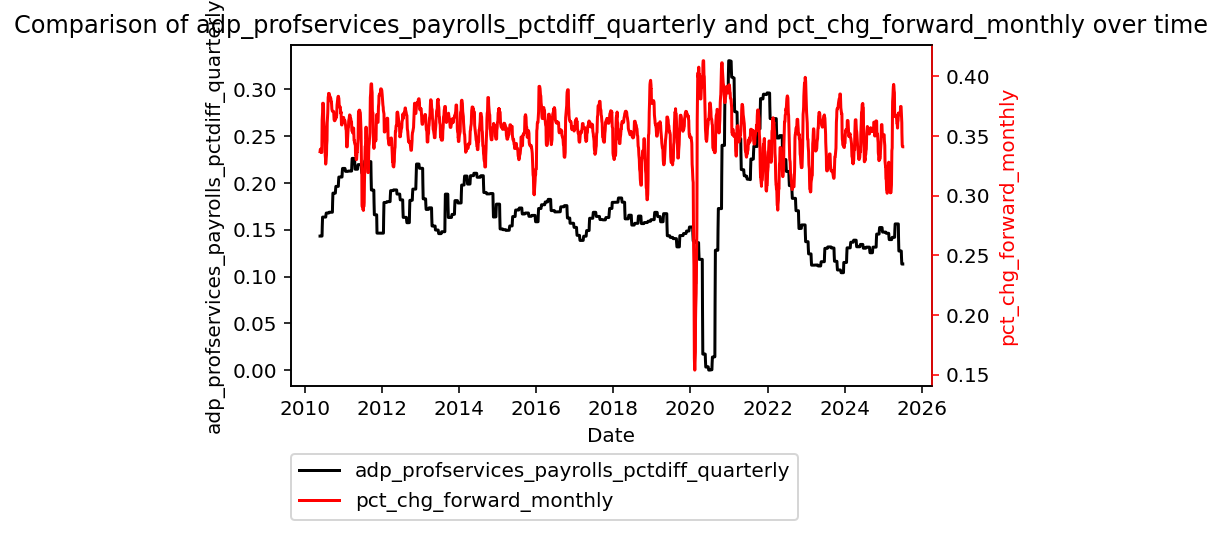 Comparison of adp_profservices_payrolls_pctdiff_quarterly and pct_chg_forward_monthly over time
adp_profservices_payrolls_pctdiff_quarterly
0.30
0.25
0.20
0.15
0.10
0.05
0.00
0.40
0.35
0.30
0.25
0.20
0.15
pct_chg_forward_monthly
2010 2012 2014 2016 2018 2020 2022 2024 2026
Date
adp_profservices_payrolls_pctdiff_quarterly
pct_chg_forward_monthly